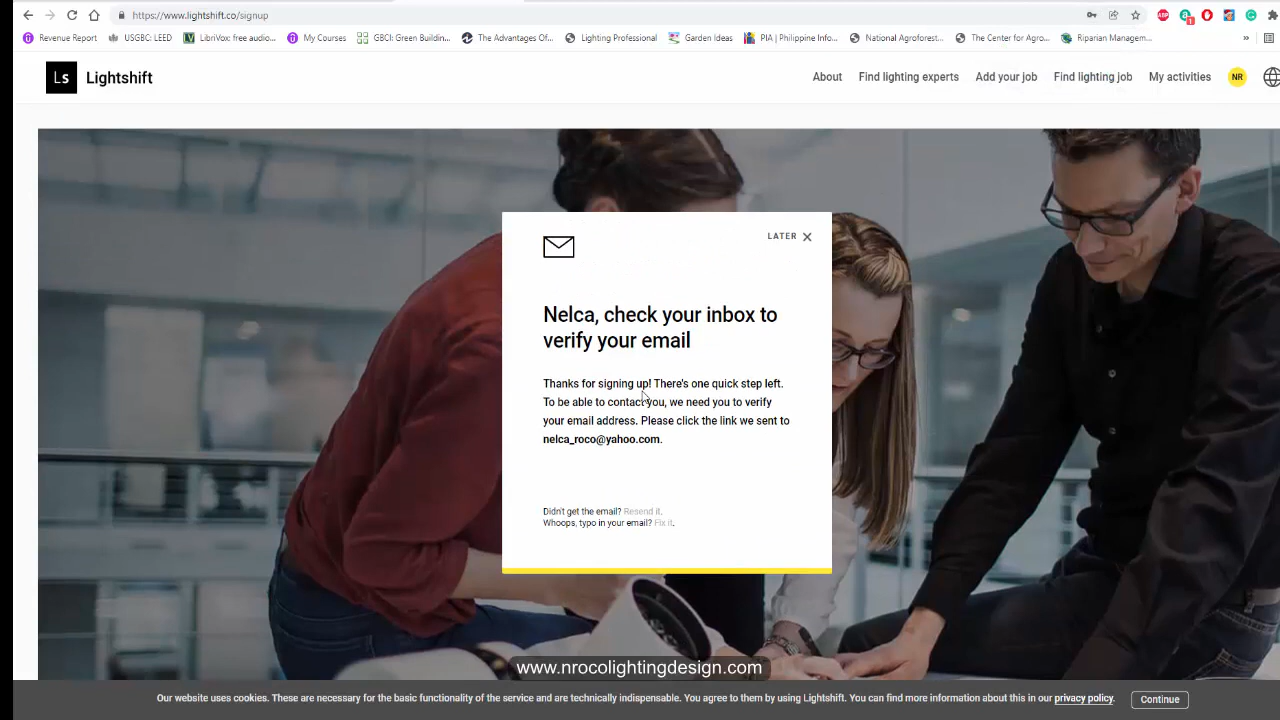 https://www.lightshift.co/signup
Revenue Report
USGBC: LEED
LibriVox: free audio...
My Courses
GBCI: Green Building...
The Advantages Of...
Lighting Professional
Garden Ideas
PIA | Philippine Info...
National Agroforest...
The Center for Agro...
Riparian Managem...
»
Ls Lightshift
About
Find lighting experts
Add your job
Find lighting job
My activities
NR
LATER
Nelca, check your inbox to
verify your email
Thanks for signing up! There's one quick step left.
To be able to contact you, we need you to verify
your email address. Please click the link we sent to
nelca_roco@yahoo.com.
Didn't get the email? Resend it.
Whoops, typo in your email? Fix it.
www.nrocolightingdesign.com
Our website uses cookies. These are necessary for the basic functionality of the service and are technically indispensable. You agree to them by using Lightshift. You can find more information about this in our privacy policy.
Continue